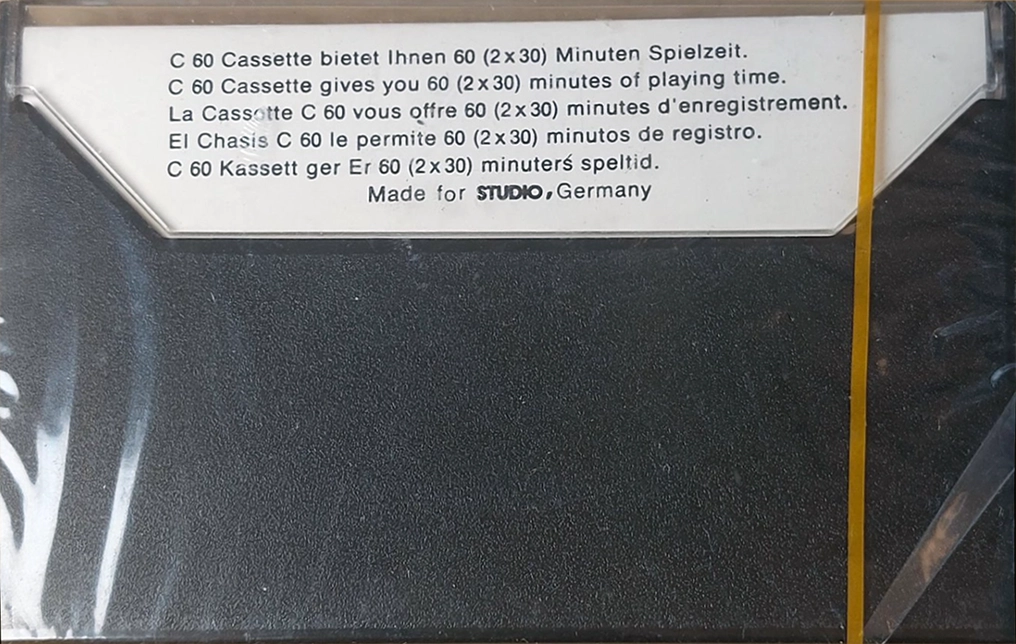 C 60 Cassette bietet Ihnen 60 (2x30) Minuten Spielzeit.
C 60 Cassette gives you 60 (2x30) minutes of playing time.
La Cassette C 60 vous offre 60 (2x30) minutes d'enregistrement.
El Chasis C 60 le permite 60 (2x30) minutos de registro.
C 60 Kassett ger Er 60 (2x30) minuters speltid.
Made for STUDIO, Germany